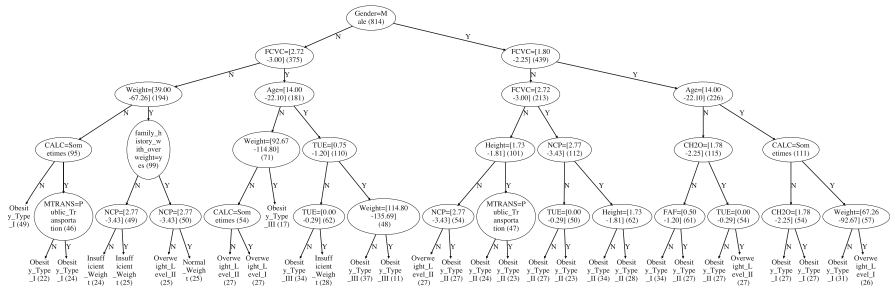 Gender=M
ale (814)
N
Y
FCVC=[2.72
-3.00] (375)
FCVC=[1.80
-2.25] (439)
N
Y
N
Y
Weight=[39.00
-67.26] (194)
Age=[14.00
-22.10] (181)
FCVC=[2.72
-3.00] (213)
Age=[14.00
-22.10] (226)
N
Y
N
Y
N
Y
N
Y
CALC=Som
etimes (95)
family_h
istory_w
ith_over
weight=y
es (99)
Weight=[92.67
-114.80]
(71)
TUE=[0.75
-1.20] (110)
Height=[1.73
-1.81] (101)
NCP=[2.77
-3.43] (112)
CH2O=[1.78
-2.25] (115)
CALC=Som
etimes (111)
N
Y
N
Y
N
Y
N
Y
N
Y
N
Y
N
Y
N
Y
Obesit
y_Type
_I (49)
MTRANS=P
ublic_Tr
ansporta
tion (46)
NCP=[2.77
-3.43] (49)
NCP=[2.77
-3.43] (50)
CALC=Som
etimes (54)
Obesit
y_Type
_III (17)
TUE=[0.00
-0.29] (62)
Weight=[114.80
-135.69]
(48)
NCP=[2.77
-3.43] (54)
MTRANS=P
ublic_Tr
ansporta
tion (47)
TUE=[0.00
-0.29] (50)
Height=[1.73
-1.81] (62)
FAF=[0.50
-1.20] (61)
TUE=[0.00
-0.29] (54)
CH2O=[1.78
-2.25] (54)
Weight=[67.26
-92.67] (57)
N
Y
N
Y
N
Y
N
Y
N
Y
N
Y
N
Y
N
Y
N
Y
N
Y
N
Y
N
Y
N
Y
N
Y
Obesit
y_Type
_I (22)
Obesit
y_Type
_I (24)
Insuff
icient
_Weigh
t (24)
Insuff
icient
_Weigh
t (25)
Overwe
ight_L
evel_II
(25)
Normal
_Weigh
t (25)
Overwe
ight_L
evel_II
(27)
Overwe
ight_L
evel_I
(27)
Obesit
y_Type
_III (34)
Insuff
icient
_Weigh
t (28)
Obesit
y_Type
_III (37)
Obesit
y_Type
_III (11)
Overwe
ight_L
evel_II
(27)
Obesit
y_Type
_II (27)
Obesit
y_Type
_II (24)
Obesit
y_Type
_II (23)
Obesit
y_Type
_II (27)
Obesit
y_Type
_II (23)
Obesit
y_Type
_II (34)
Obesit
y_Type
_II (28)
Obesit
y_Type
_I (34)
Obesit
y_Type
_I (27)
Obesit
y_Type
_I (27)
Overwe
ight_L
evel_II
(27)
Obesit
y_Type
_I (27)
Obesit
y_Type
_I (27)
Obesit
y_Type
_I (31)
Overwe
ight_L
evel_I
(26)